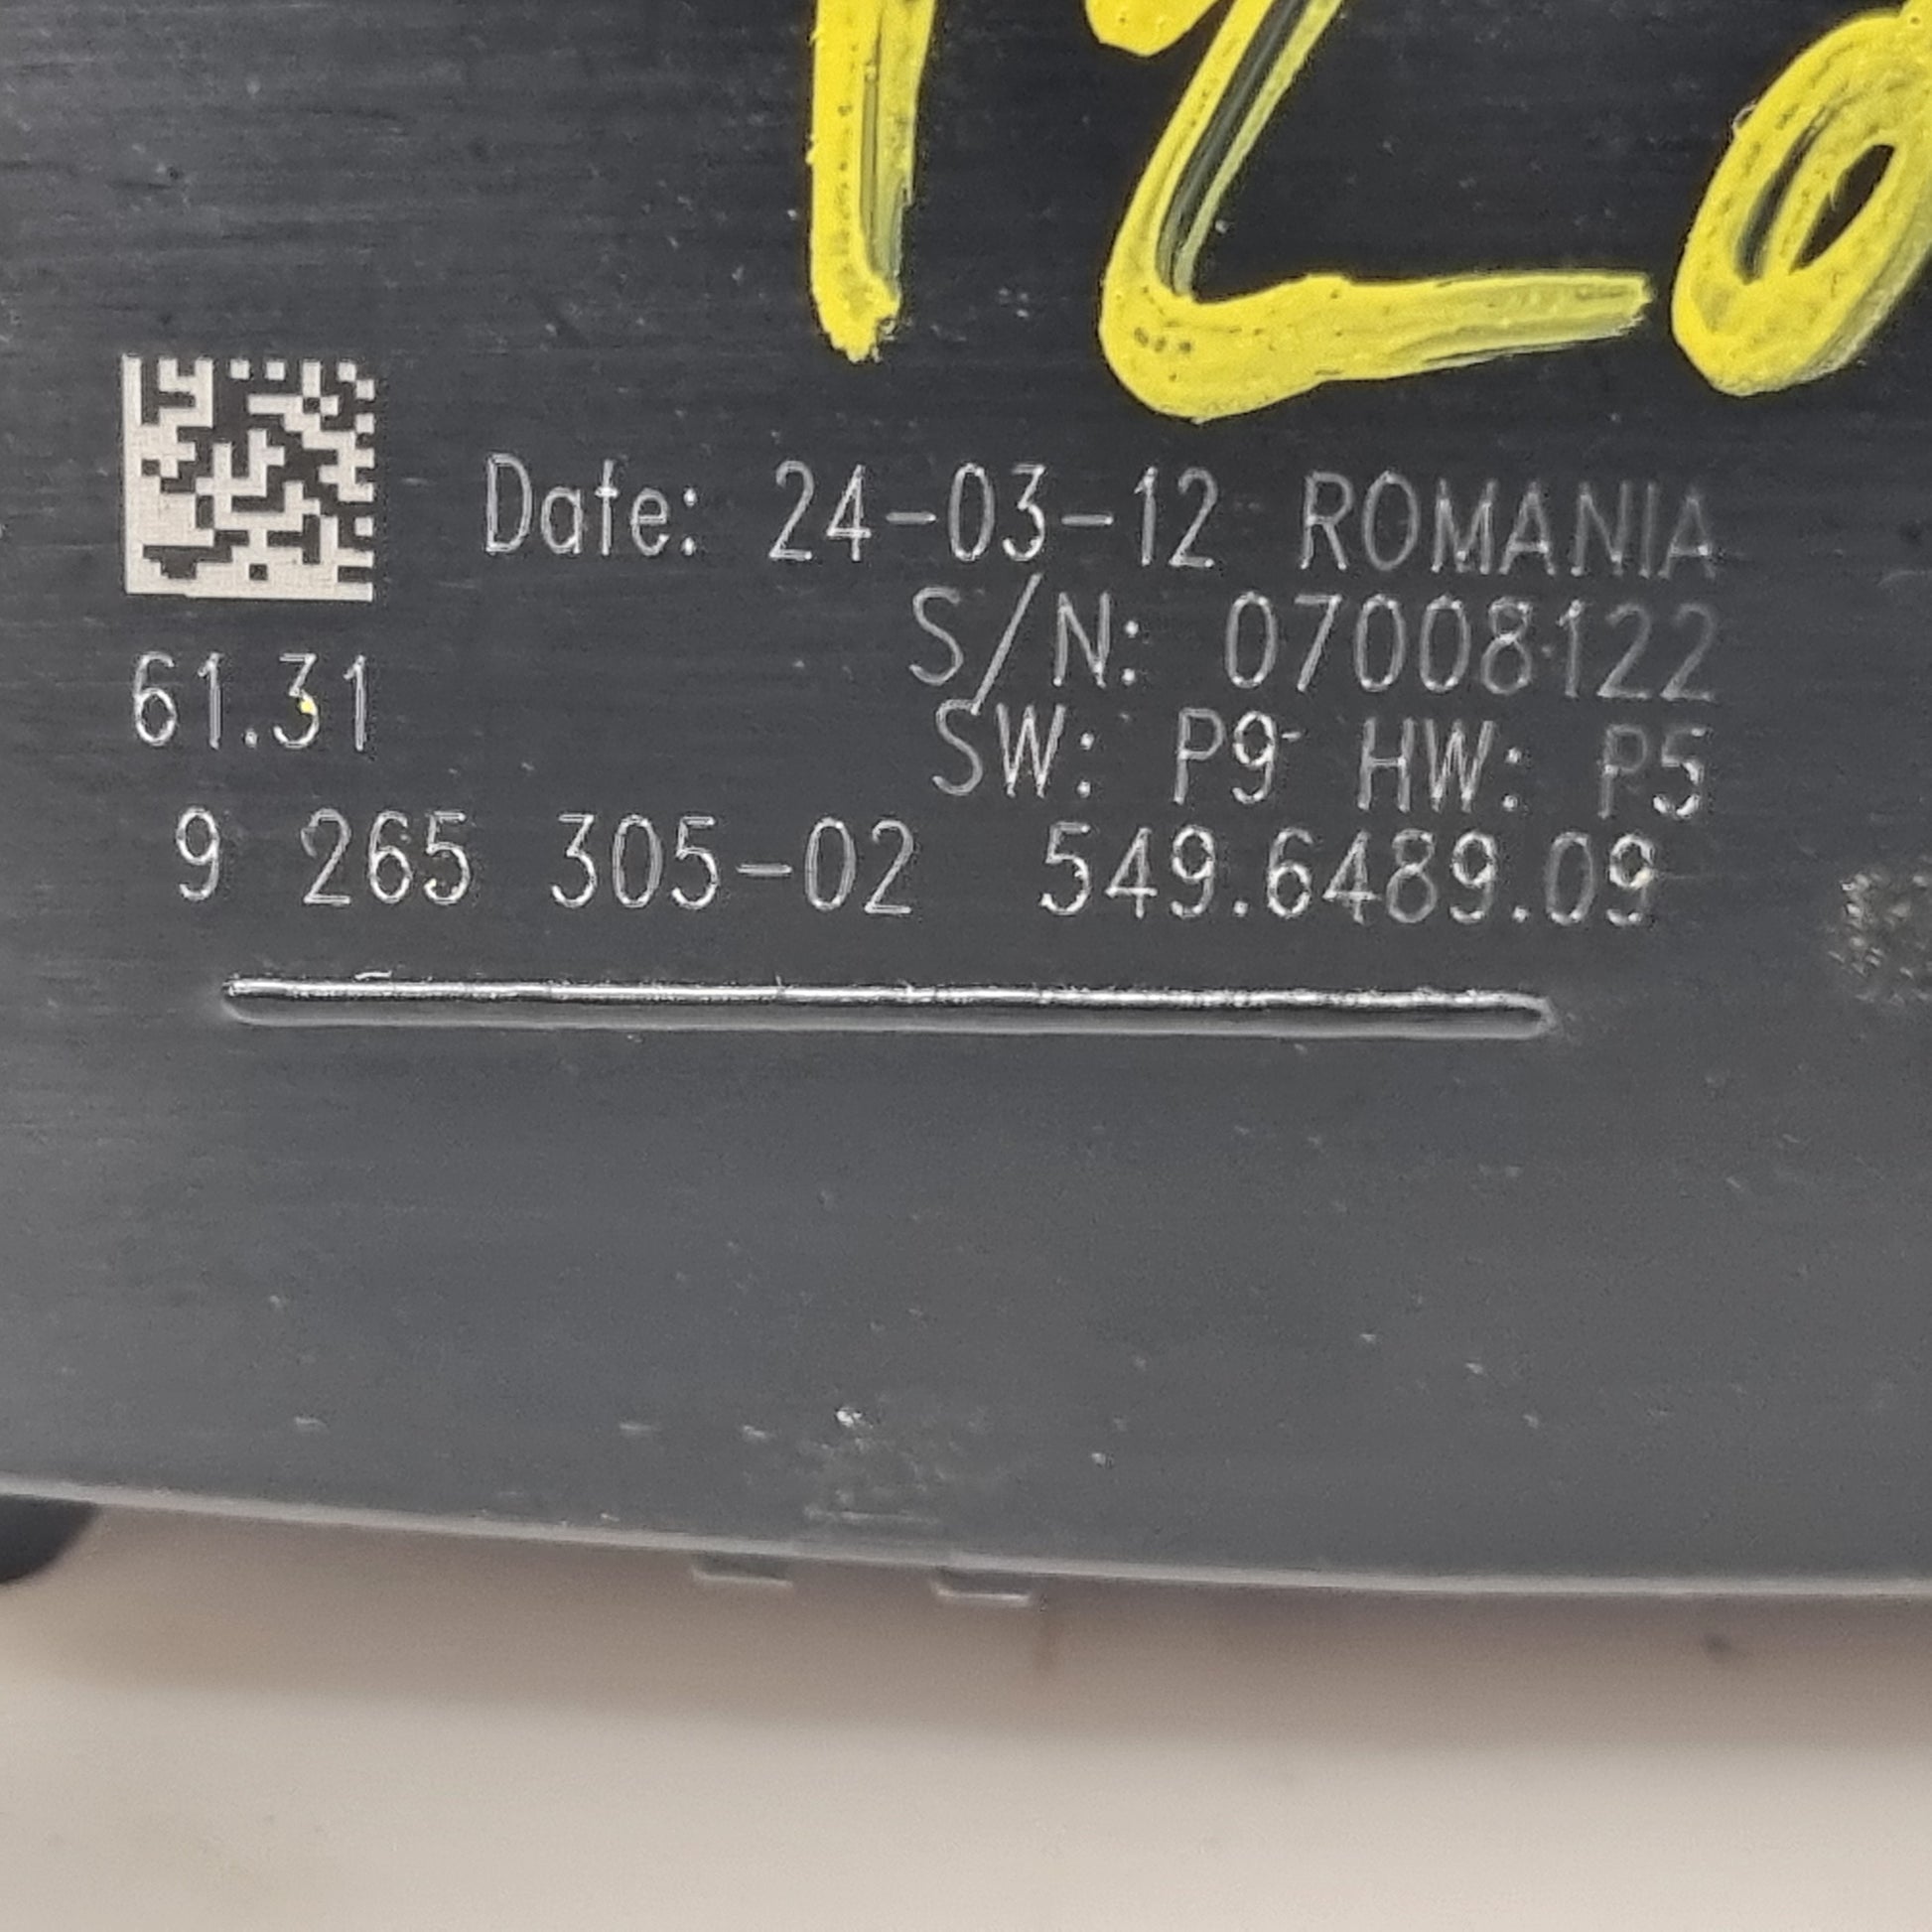 Date: 24-03-12 ROMANIA
S/N: 07008122
61.31
SW: P9 HW: P5
9 265 305-02 549.6489.09